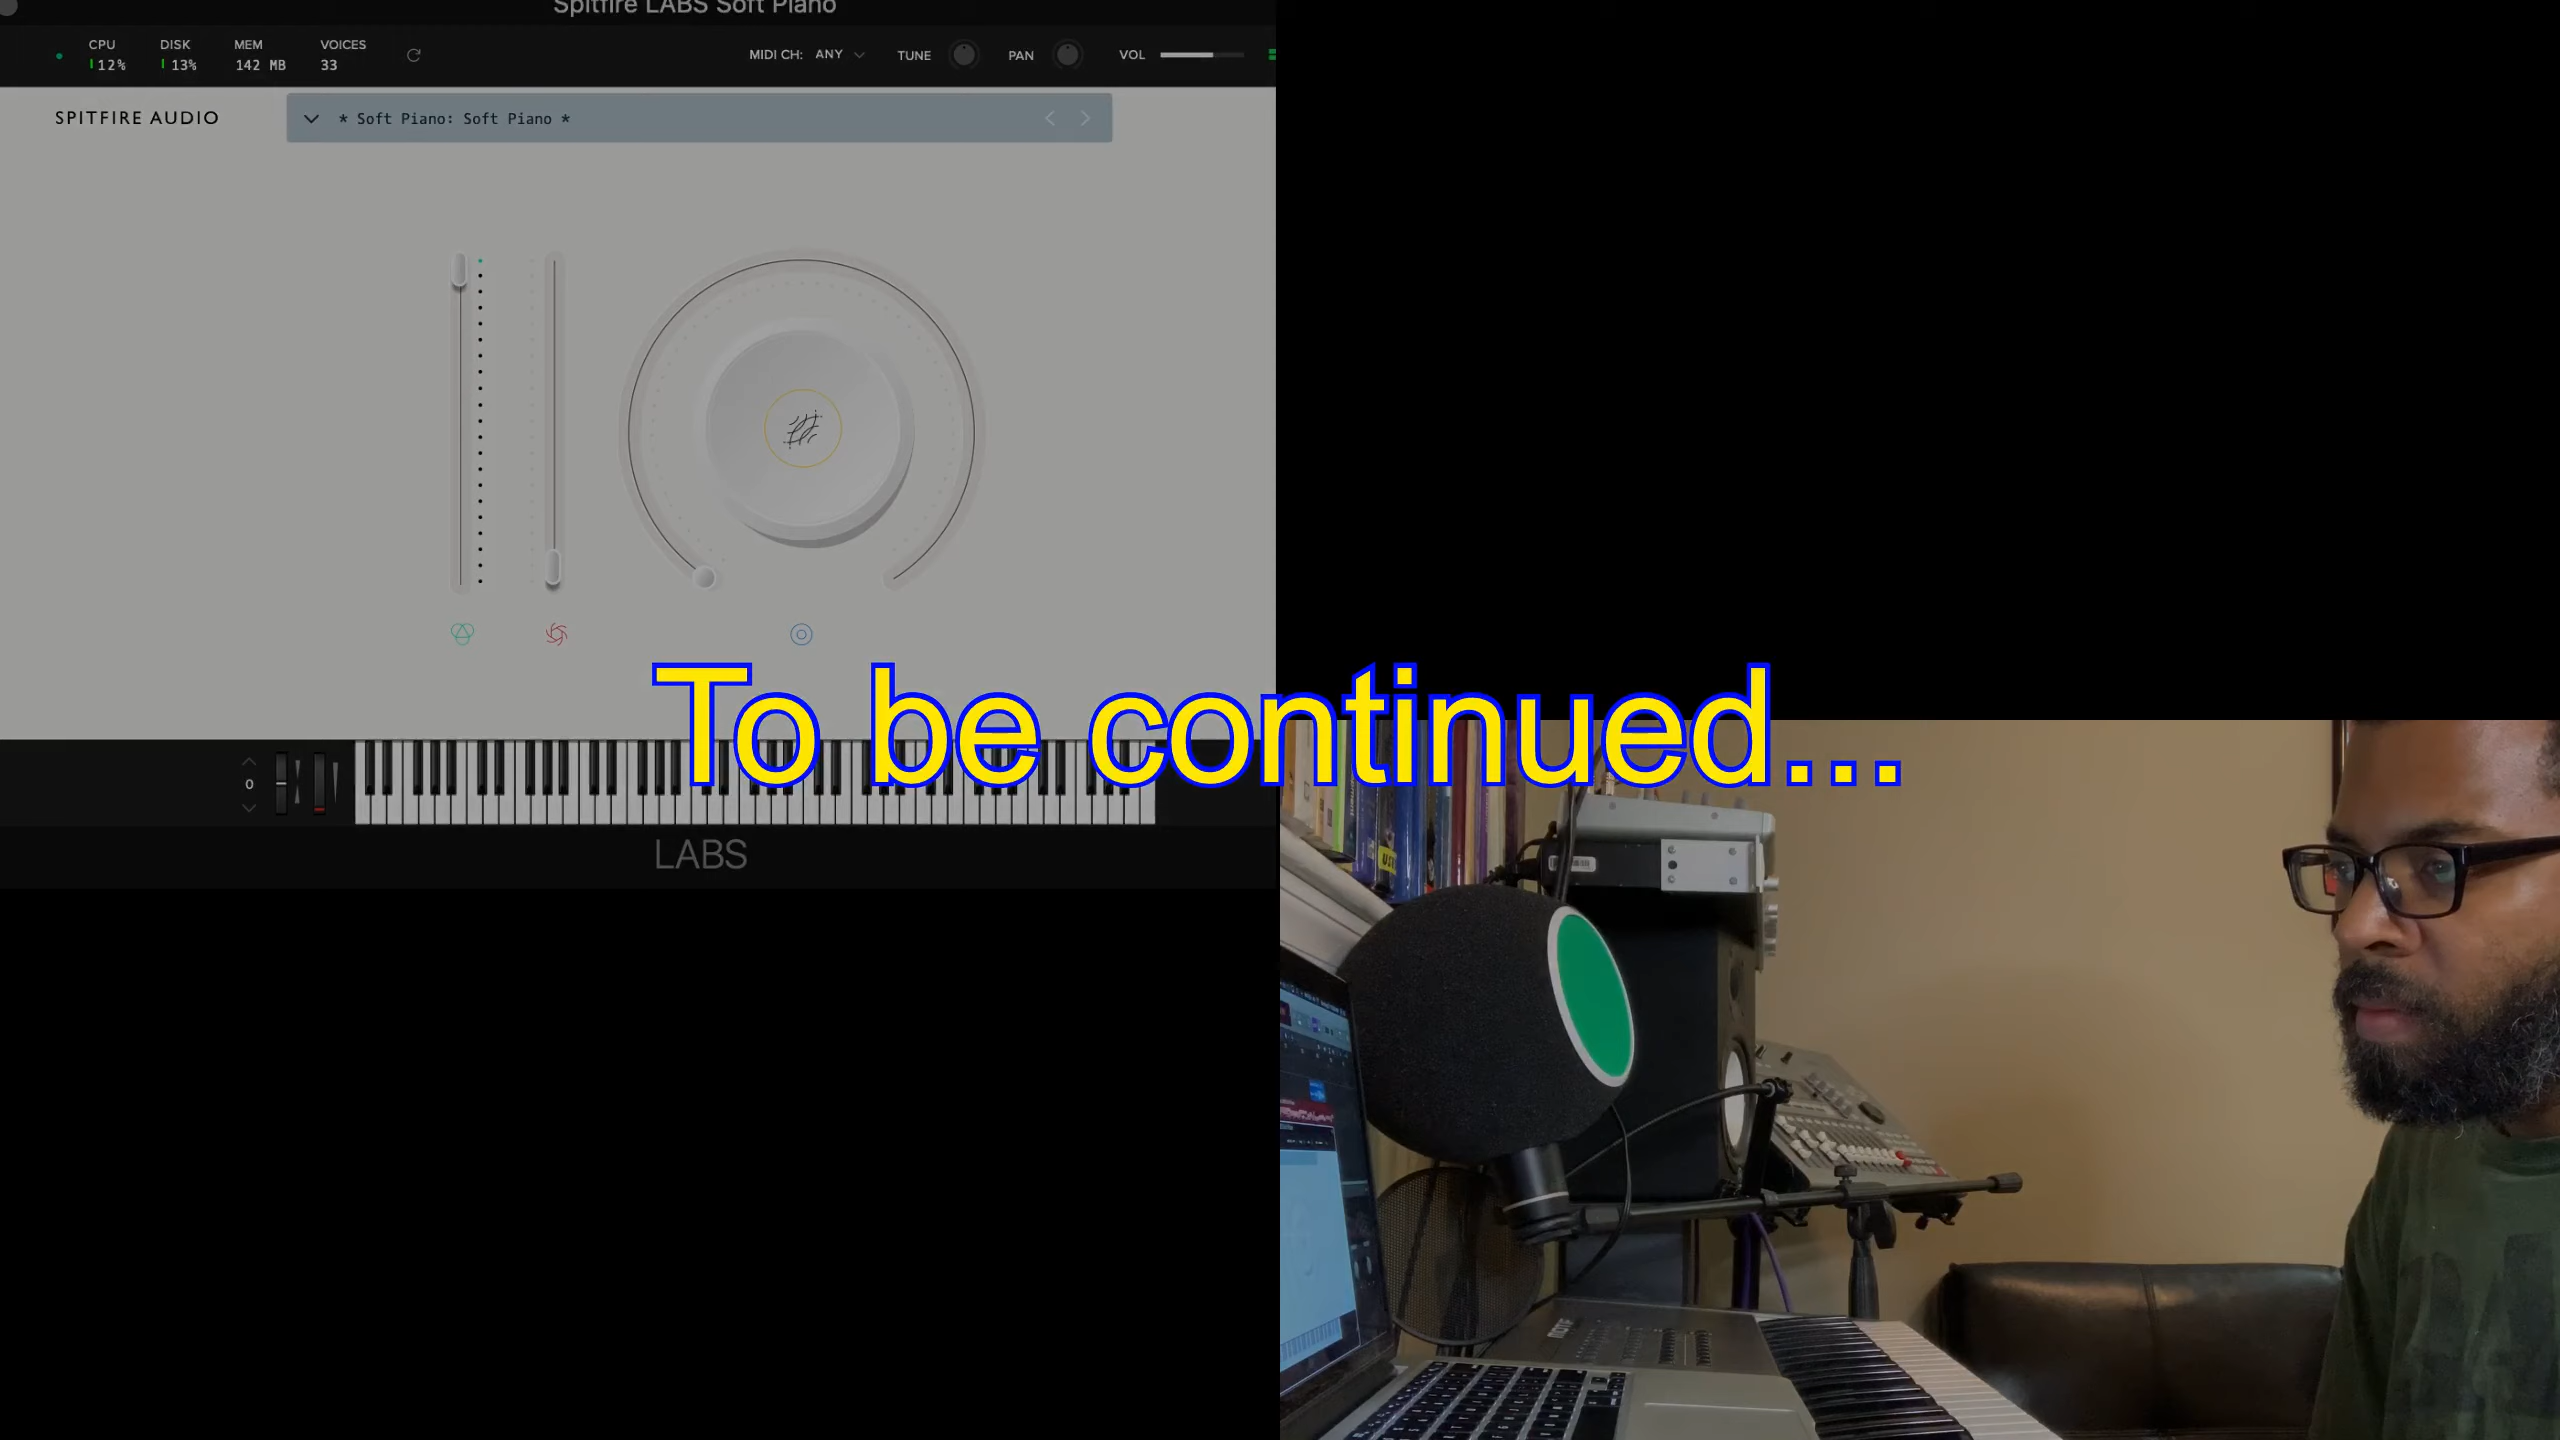 Spitfire LABS Soft Piano
CPU
12%
DISK
13%
MEM
142 MB
VOICES
33
MIDI CH: ANY
TUNE
PAN
VOL
SPITFIRE AUDIO
* Soft Piano: Soft Piano *
To be continued...
0
LABS